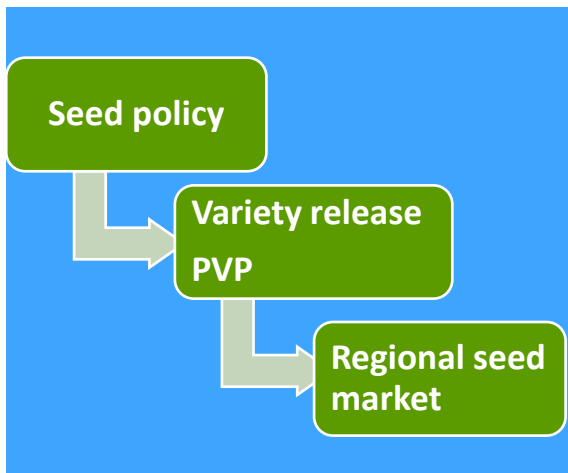 Seed policy
Variety release
PVP
Regional seed
market